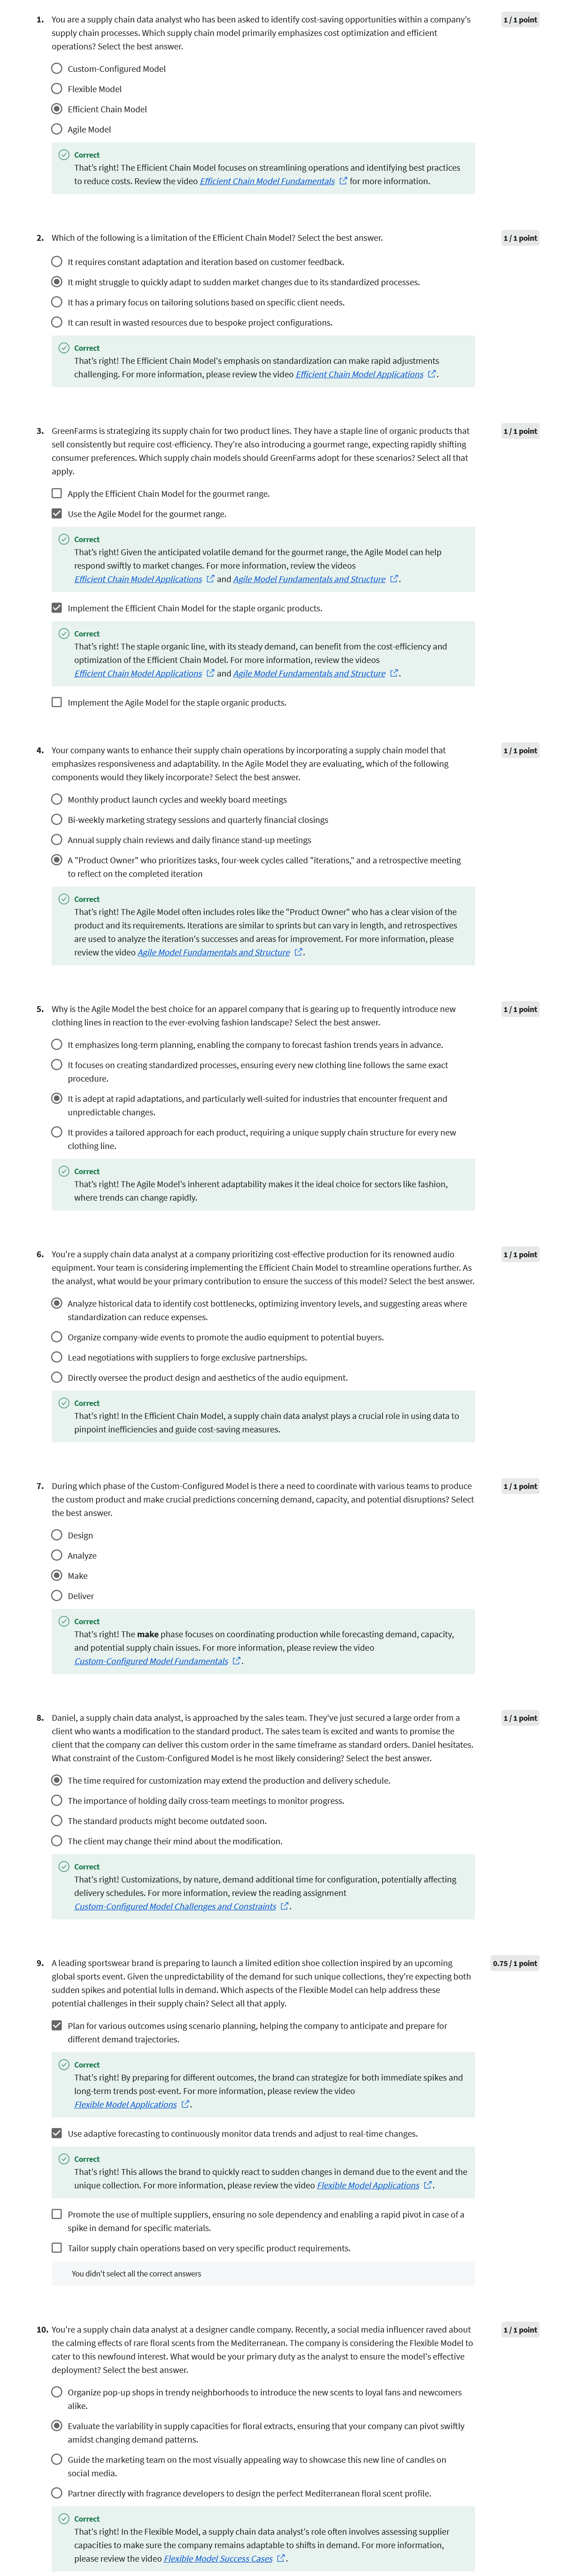 1. You are a supply chain data analyst who has been asked to identify cost-saving opportunities within a company's
1 / 1 point
supply chain processes. Which supply chain model primarily emphasizes cost optimization and efficient
operations? Select the best answer.
Custom-Configured Model
Flexible Model
Efficient Chain Model
Agile Model
Correct
That's right! The Efficient Chain Model focuses on streamlining operations and identifying best practices
to reduce costs. Review the video Efficient Chain Model Fundamentals for more information.
2. Which of the following is a limitation of the Efficient Chain Model? Select the best answer.
1 / 1 point
It requires constant adaptation and iteration based on customer feedback.
It might struggle to quickly adapt to sudden market changes due to its standardized processes.
It has a primary focus on tailoring solutions based on specific client needs.
It can result in wasted resources due to bespoke project configurations.
Correct
That's right! The Efficient Chain Model's emphasis on standardization can make rapid adjustments
challenging. For more information, please review the video Efficient Chain Model Applications.
3. GreenFarms is strategizing its supply chain for two product lines. They have a staple line of organic products that
1 / 1 point
sell consistently but require cost-efficiency. They're also introducing a gourmet range, expecting rapidly shifting
consumer preferences. Which supply chain models should GreenFarms adopt for these scenarios? Select all that
apply.
Apply the Efficient Chain Model for the gourmet range.
Use the Agile Model for the gourmet range.
Correct
That's right! Given the anticipated volatile demand for the gourmet range, the Agile Model can help
respond swiftly to market changes. For more information, review the videos
Efficient Chain Model Applications and Agile Model Fundamentals and Structure.
Implement the Efficient Chain Model for the staple organic products.
Correct
That's right! The staple organic line, with its steady demand, can benefit from the cost-efficiency and
optimization of the Efficient Chain Model. For more information, review the videos
Efficient Chain Model Applications and Agile Model Fundamentals and Structure.
Implement the Agile Model for the staple organic products.
4. Your company wants to enhance their supply chain operations by incorporating a supply chain model that
1 / 1 point
emphasizes responsiveness and adaptability. In the Agile Model they are evaluating, which of the following
components would they likely incorporate? Select the best answer.
Monthly product launch cycles and weekly board meetings
Bi-weekly marketing strategy sessions and quarterly financial closings
Annual supply chain reviews and daily finance stand-up meetings
A "Product Owner" who prioritizes tasks, four-week cycles called "iterations," and a retrospective meeting
to reflect on the completed iteration
Correct
That's right! The Agile Model often includes roles like the "Product Owner" who has a clear vision of the
product and its requirements. Iterations are similar to sprints but can vary in length, and retrospectives
are used to analyze the iteration's successes and areas for improvement. For more information, please
review the video Agile Model Fundamentals and Structure.
5. Why is the Agile Model the best choice for an apparel company that is gearing up to frequently introduce new
1 / 1 point
clothing lines in reaction to the ever-evolving fashion landscape? Select the best answer.
It emphasizes long-term planning, enabling the company to forecast fashion trends years in advance.
It focuses on creating standardized processes, ensuring every new clothing line follows the same exact
procedure.
It is adept at rapid adaptations, and particularly well-suited for industries that encounter frequent and
unpredictable changes.
It provides a tailored approach for each product, requiring a unique supply chain structure for every new
clothing line.
Correct
That's right! The Agile Model's inherent adaptability makes it the ideal choice for sectors like fashion,
where trends can change rapidly.
6. You're a supply chain data analyst at a company prioritizing cost-effective production for its renowned audio
1 / 1 point
equipment. Your team is considering implementing the Efficient Chain Model to streamline operations further. As
the analyst, what would be your primary contribution to ensure the success of this model? Select the best answer.
Analyze historical data to identify cost bottlenecks, optimizing inventory levels, and suggesting areas where
standardization can reduce expenses.
Organize company-wide events to promote the audio equipment to potential buyers.
Lead negotiations with suppliers to forge exclusive partnerships.
Directly oversee the product design and aesthetics of the audio equipment.
Correct
That's right! In the Efficient Chain Model, a supply chain data analyst plays a crucial role in using data to
pinpoint inefficiencies and guide cost-saving measures.
7. During which phase of the Custom-Configured Model is there a need to coordinate with various teams to produce
1 / 1 point
the custom product and make crucial predictions concerning demand, capacity, and potential disruptions? Select
the best answer.
Design
Analyze
Make
Deliver
Correct
That's right! The make phase focuses on coordinating production while forecasting demand, capacity,
and potential supply chain issues. For more information, please review the video
Custom-Configured Model Fundamentals.
8. Daniel, a supply chain data analyst, is approached by the sales team. They've just secured a large order from a
1 / 1 point
client who wants a modification to the standard product. The sales team is excited and wants to promise the
client that the company can deliver this custom order in the same timeframe as standard orders. Daniel hesitates.
What constraint of the Custom-Configured Model is he most likely considering? Select the best answer.
The time required for customization may extend the production and delivery schedule.
The importance of holding daily cross-team meetings to monitor progress.
The standard products might become outdated soon.
The client may change their mind about the modification.
Correct
That's right! Customizations, by nature, demand additional time for configuration, potentially affecting
delivery schedules. For more information, review the reading assignment
Custom-Configured Model Challenges and Constraints.
9. A leading sportswear brand is preparing to launch a limited edition shoe collection inspired by an upcoming
0.75 / 1 point
global sports event. Given the unpredictability of the demand for such unique collections, they're expecting both
sudden spikes and potential lulls in demand. Which aspects of the Flexible Model can help address these
potential challenges in their supply chain? Select all that apply.
Plan for various outcomes using scenario planning, helping the company to anticipate and prepare for
different demand trajectories.
Correct
That's right! By preparing for different outcomes, the brand can strategize for both immediate spikes and
long-term trends post-event. For more information, please review the video
Flexible Model Applications.
Use adaptive forecasting to continuously monitor data trends and adjust to real-time changes.
Correct
That's right! This allows the brand to quickly react to sudden changes in demand due to the event and the
unique collection. For more information, please review the video Flexible Model Applications.
Promote the use of multiple suppliers, ensuring no sole dependency and enabling a rapid pivot in case of a
spike in demand for specific materials.
Tailor supply chain operations based on very specific product requirements.
You didn't select all the correct answers
10. You're a supply chain data analyst at a designer candle company. Recently, a social media influencer raved about
1 / 1 point
the calming effects of rare floral scents from the Mediterranean. The company is considering the Flexible Model to
cater to this newfound interest. What would be your primary duty as the analyst to ensure the model's effective
deployment? Select the best answer.
Organize pop-up shops in trendy neighborhoods to introduce the new scents to loyal fans and newcomers
alike.
Evaluate the variability in supply capacities for floral extracts, ensuring that your company can pivot swiftly
amidst changing demand patterns.
Guide the marketing team on the most visually appealing way to showcase this new line of candles on
social media.
Partner directly with fragrance developers to design the perfect Mediterranean floral scent profile.
Correct
That's right! In the Flexible Model, a supply chain data analyst's role often involves assessing supplier
capacities to make sure the company remains adaptable to shifts in demand. For more information,
please review the video Flexible Model Success Cases.